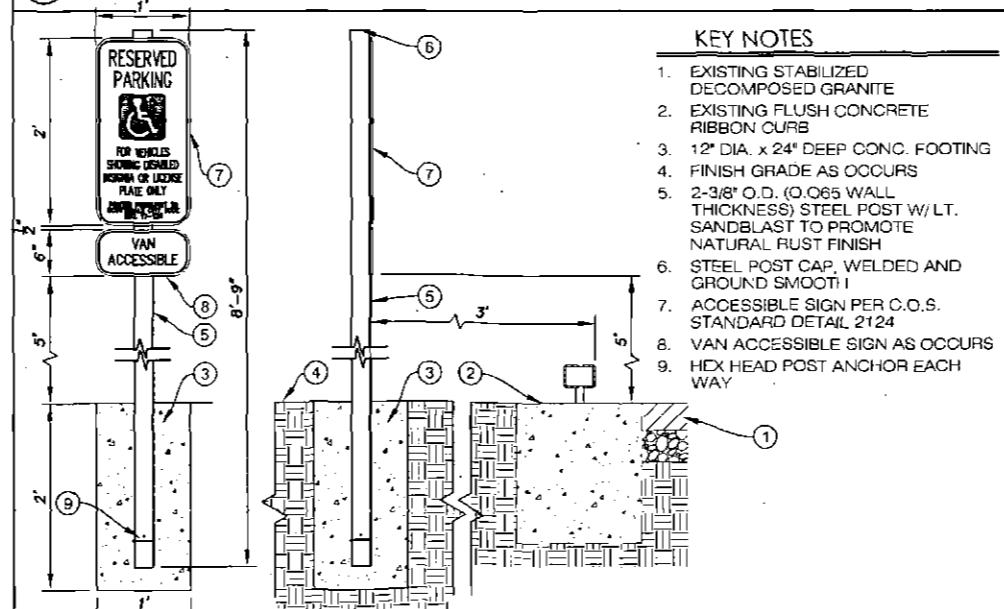 1'
RESERVED
PARKING
FOR VEHICLES
SHOWING DISABLED
INSIGNIA OR LICENSE
PLATE ONLY
VAN
ACCESSIBLE
2'
6"
5"
2'
1'
8'-9"
7
8
5
3
9
6
7
5
3'
5"
4
3
2
1
KEY NOTES
1. EXISTING STABILIZED
DECOMPOSED GRANITE
2. EXISTING FLUSH CONCRETE
RIBBON CURB
3. 12" DIA. x 24" DEEP CONC. FOOTING
4. FINISH GRADE AS OCCURS
5. 2-3/8" O.D. (0.065 WALL
THICKNESS) STEEL POST W/ LT.
SANDBLAST TO PROMOTE
NATURAL RUST FINISH
6. STEEL POST CAP, WELDED AND
GROUND SMOOTH
7. ACCESSIBLE SIGN PER C.O.S.
STANDARD DETAIL 2124
8. VAN ACCESSIBLE SIGN AS OCCURS
9. HEX HEAD POST ANCHOR EACH
WAY